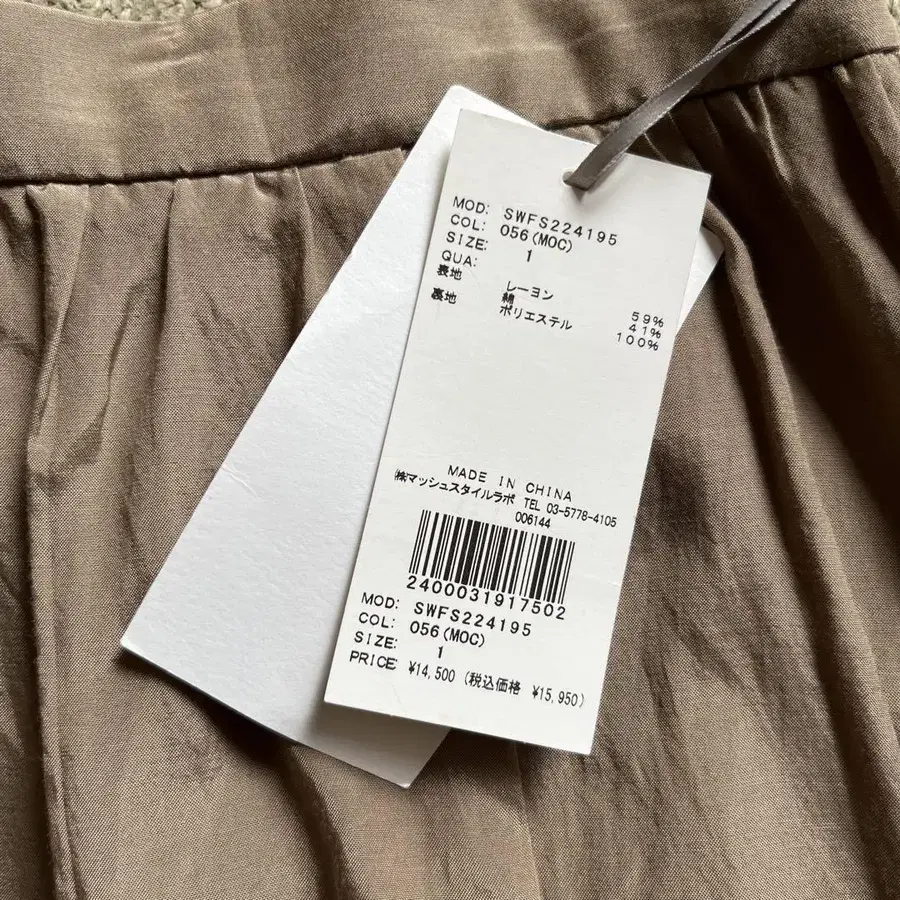 MOD: SWFS224195
COL: 056(MOC)
SIZE: 1
QUA:
表地 レーヨン 59%
綿 41%
裏地 ポリエステル 100%
MADE IN CHINA
㈱マッシュスタイルラボ TEL 03-5778-4105
006144
2400031917502
MOD: SWFS224195
COL: 056(MOC)
SIZE: 1
PRICE: ¥14,500 (税込価格 ¥15,950)